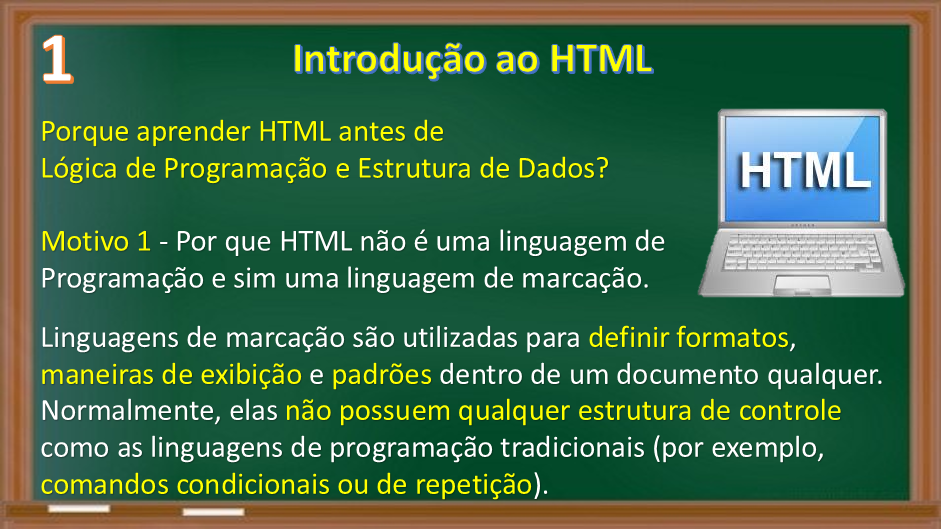 1
Introdução ao HTML
Porque aprender HTML antes de
Lógica de Programação e Estrutura de Dados?
HTML
Motivo 1 - Por que HTML não é uma linguagem de
Programação e sim uma linguagem de marcação.
Linguagens de marcação são utilizadas para definir formatos,
maneiras de exibição e padrões dentro de um documento qualquer.
Normalmente, elas não possuem qualquer estrutura de controle
como as linguagens de programação tradicionais (por exemplo,
comandos condicionais ou de repetição).